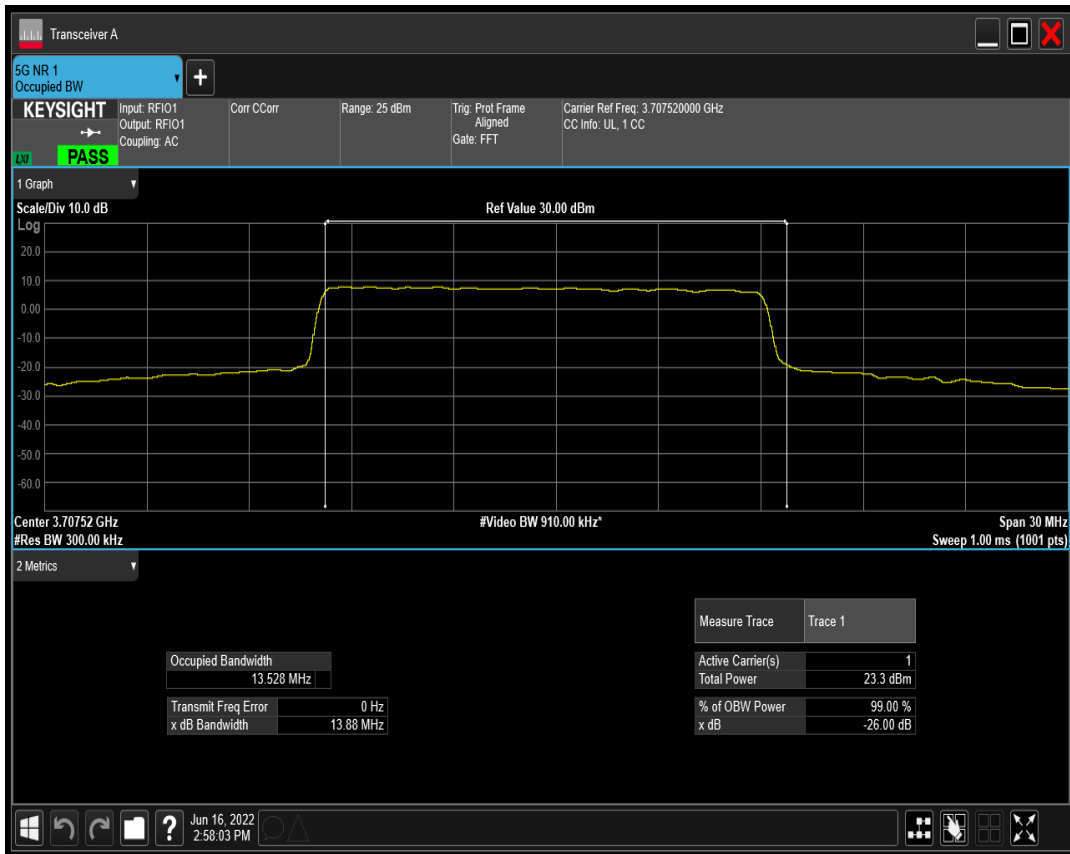 Transceiver A
5G NR 1
Occupied BW
+
KEYSIGHT
LXI
PASS
Input: RFIO1
Output: RFIO1
Coupling: AC
Corr CCorr
Range: 25 dBm
Trig: Prot Frame
Aligned
Gate: FFT
Carrier Ref Freq: 3.707520000 GHz
CC Info: UL, 1 CC
1 Graph
Scale/Div 10.0 dB
Ref Value 30.00 dBm
Log
20.0
10.0
0.00
-10.0
-20.0
-30.0
-40.0
-50.0
-60.0
Center 3.70752 GHz
#Video BW 910.00 kHz*
Span 30 MHz
#Res BW 300.00 kHz
Sweep 1.00 ms (1001 pts)
2 Metrics
Measure Trace Trace 1
Occupied Bandwidth
13.528 MHz
Active Carrier(s) 1
Total Power 23.3 dBm
Transmit Freq Error 0 Hz
x dB Bandwidth 13.88 MHz
% of OBW Power 99.00 %
x dB -26.00 dB
?
Jun 16, 2022
2:58:03 PM